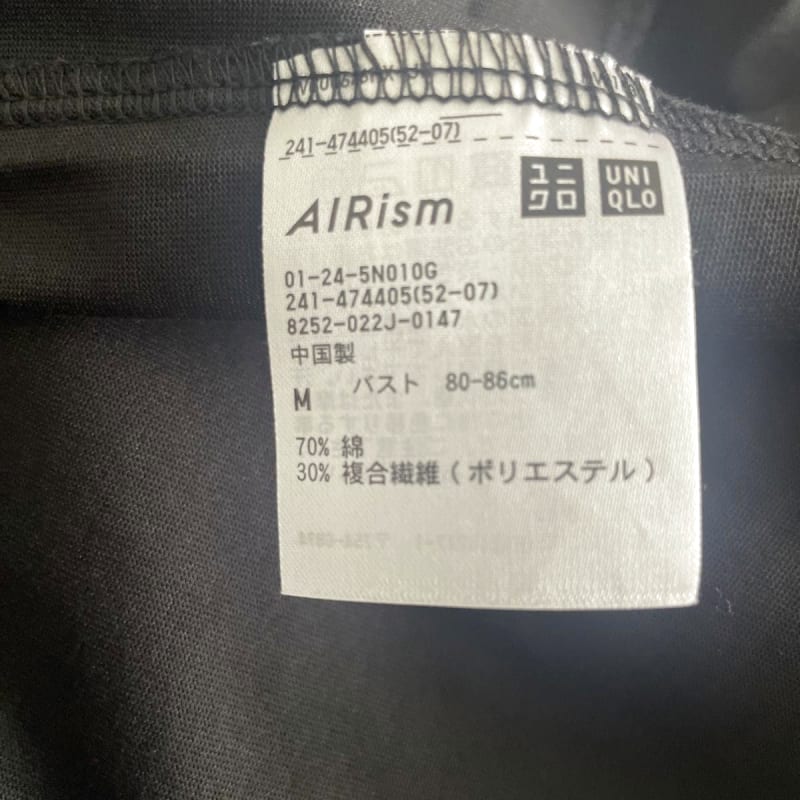 241-474405(52-07)
ユニクロ
UNIQLO
AIRism
01-24-5N010G
241-474405(52-07)
8252-022J-0147
中国製
M バスト 80-86cm
70% 綿
30% 複合繊維 ( ポリエステル )